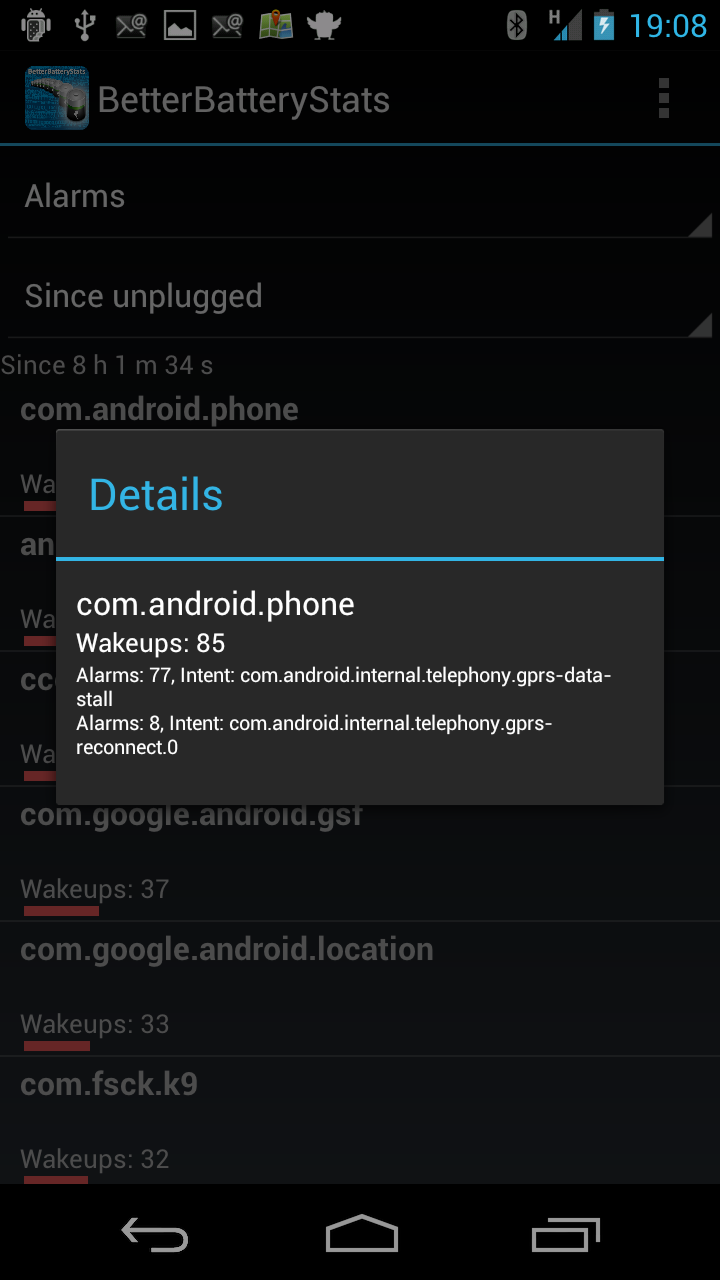 H 19:08
BetterBatteryStats
BetterBatteryStats
Alarms
Since unplugged
Since 8 h 1 m 34 s
com.android.phone
Wa
Details
an
com.android.phone
Wa
Wakeups: 85
Alarms: 77, Intent: com.android.internal.telephony.gprs-data-
cc
stall
Alarms: 8, Intent: com.android.internal.telephony.gprs-
Wa
reconnect.0
com.google.android.gsf
Wakeups: 37
com.google.android.location
Wakeups: 33
com.fsck.k9
Wakeups: 32